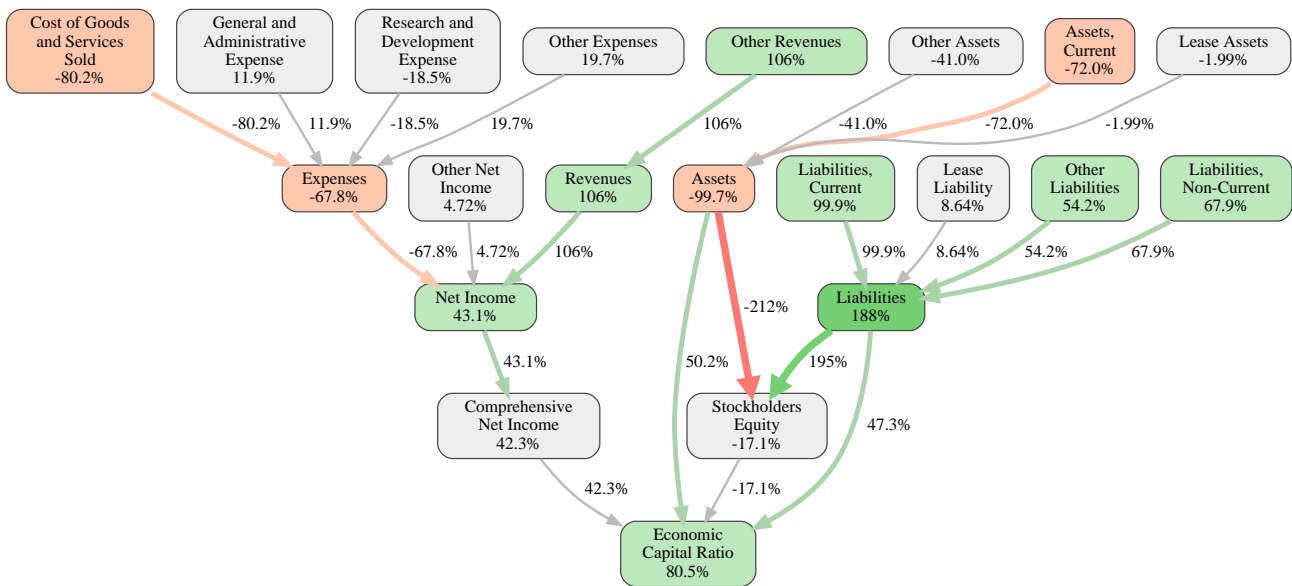 Cost of Goods
and Services
Sold
-80.2%
General and
Administrative
Expense
11.9%
Research and
Development
Expense
-18.5%
Other Expenses
19.7%
Other Revenues
106%
Other Assets
-41.0%
Assets,
Current
-72.0%
Lease Assets
-1.99%
-80.2%
11.9%
-18.5%
19.7%
106%
-41.0%
-72.0%
-1.99%
Expenses
-67.8%
Other Net
Income
4.72%
Revenues
106%
Assets
-99.7%
Liabilities,
Current
99.9%
Lease
Liability
8.64%
Other
Liabilities
54.2%
Liabilities,
Non-Current
67.9%
-67.8%
4.72%
106%
99.9%
8.64%
54.2%
67.9%
Net Income
43.1%
-212%
Liabilities
188%
43.1%
50.2%
195%
Comprehensive
Net Income
42.3%
Stockholders
Equity
-17.1%
47.3%
42.3%
-17.1%
Economic
Capital Ratio
80.5%